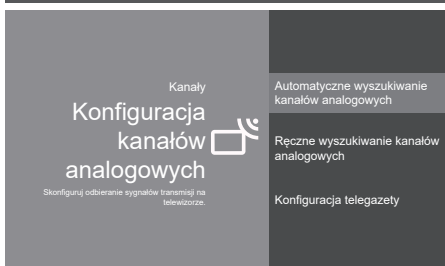 Kanały
Konfiguracja
kanałów
analogowych
Skonfiguruj odbieranie sygnałów transmisji na
telewizorze.
Automatyczne wyszukiwanie
kanałów analogowych
Ręczne wyszukiwanie kanałów
analogowych
Konfiguracja telegazety